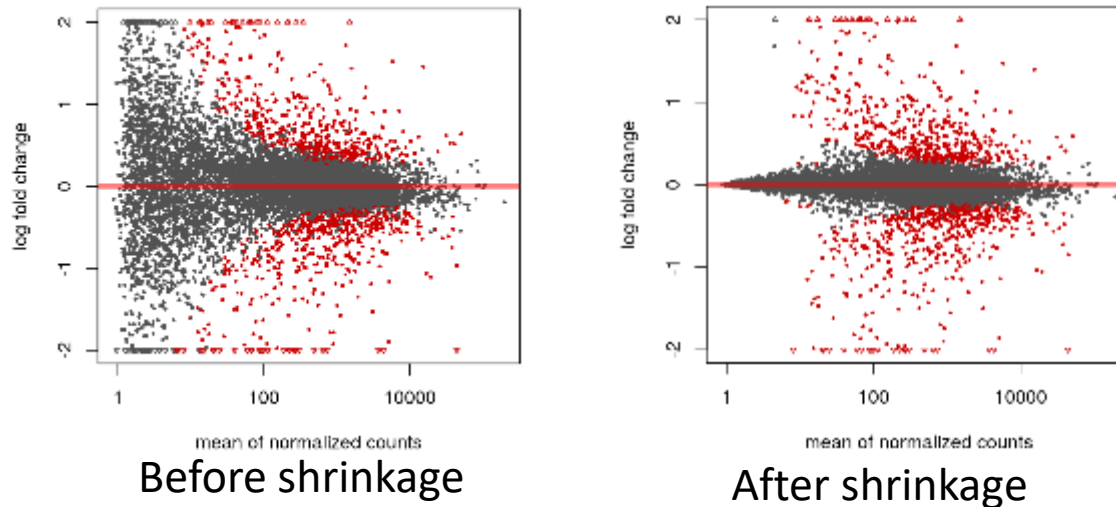 2
1
0
-1
-2
log fold change
1
100
10000
mean of normalized counts
Before shrinkage
2
1
0
-1
-2
log fold change
1
100
10000
mean of normalized counts
After shrinkage